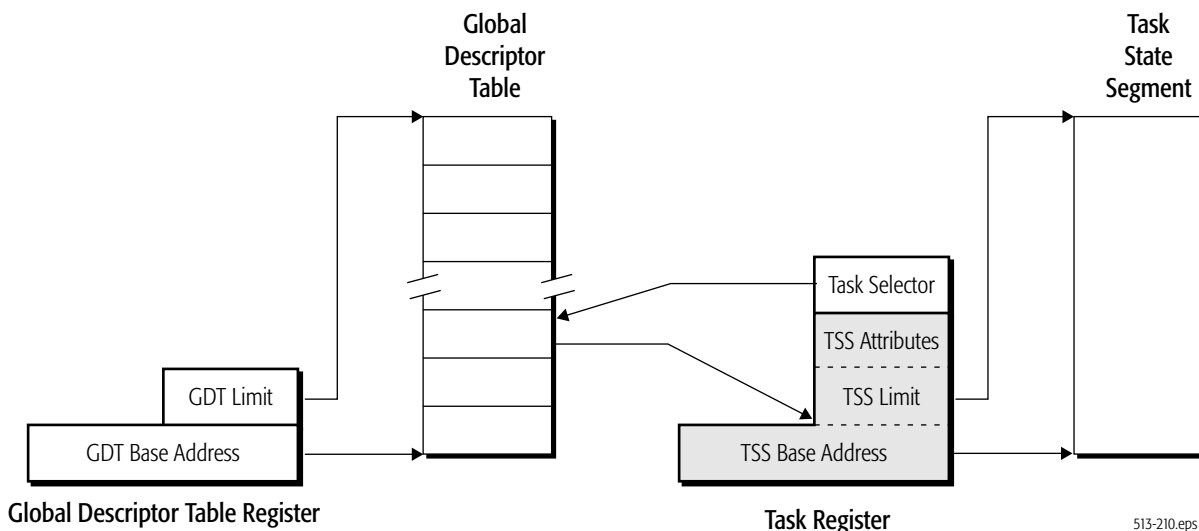 Global
Descriptor
Table
Task
State
Segment
Task Selector
TSS Attributes
GDT Limit
TSS Limit
GDT Base Address
TSS Base Address
Global Descriptor Table Register
Task Register
513-210.eps